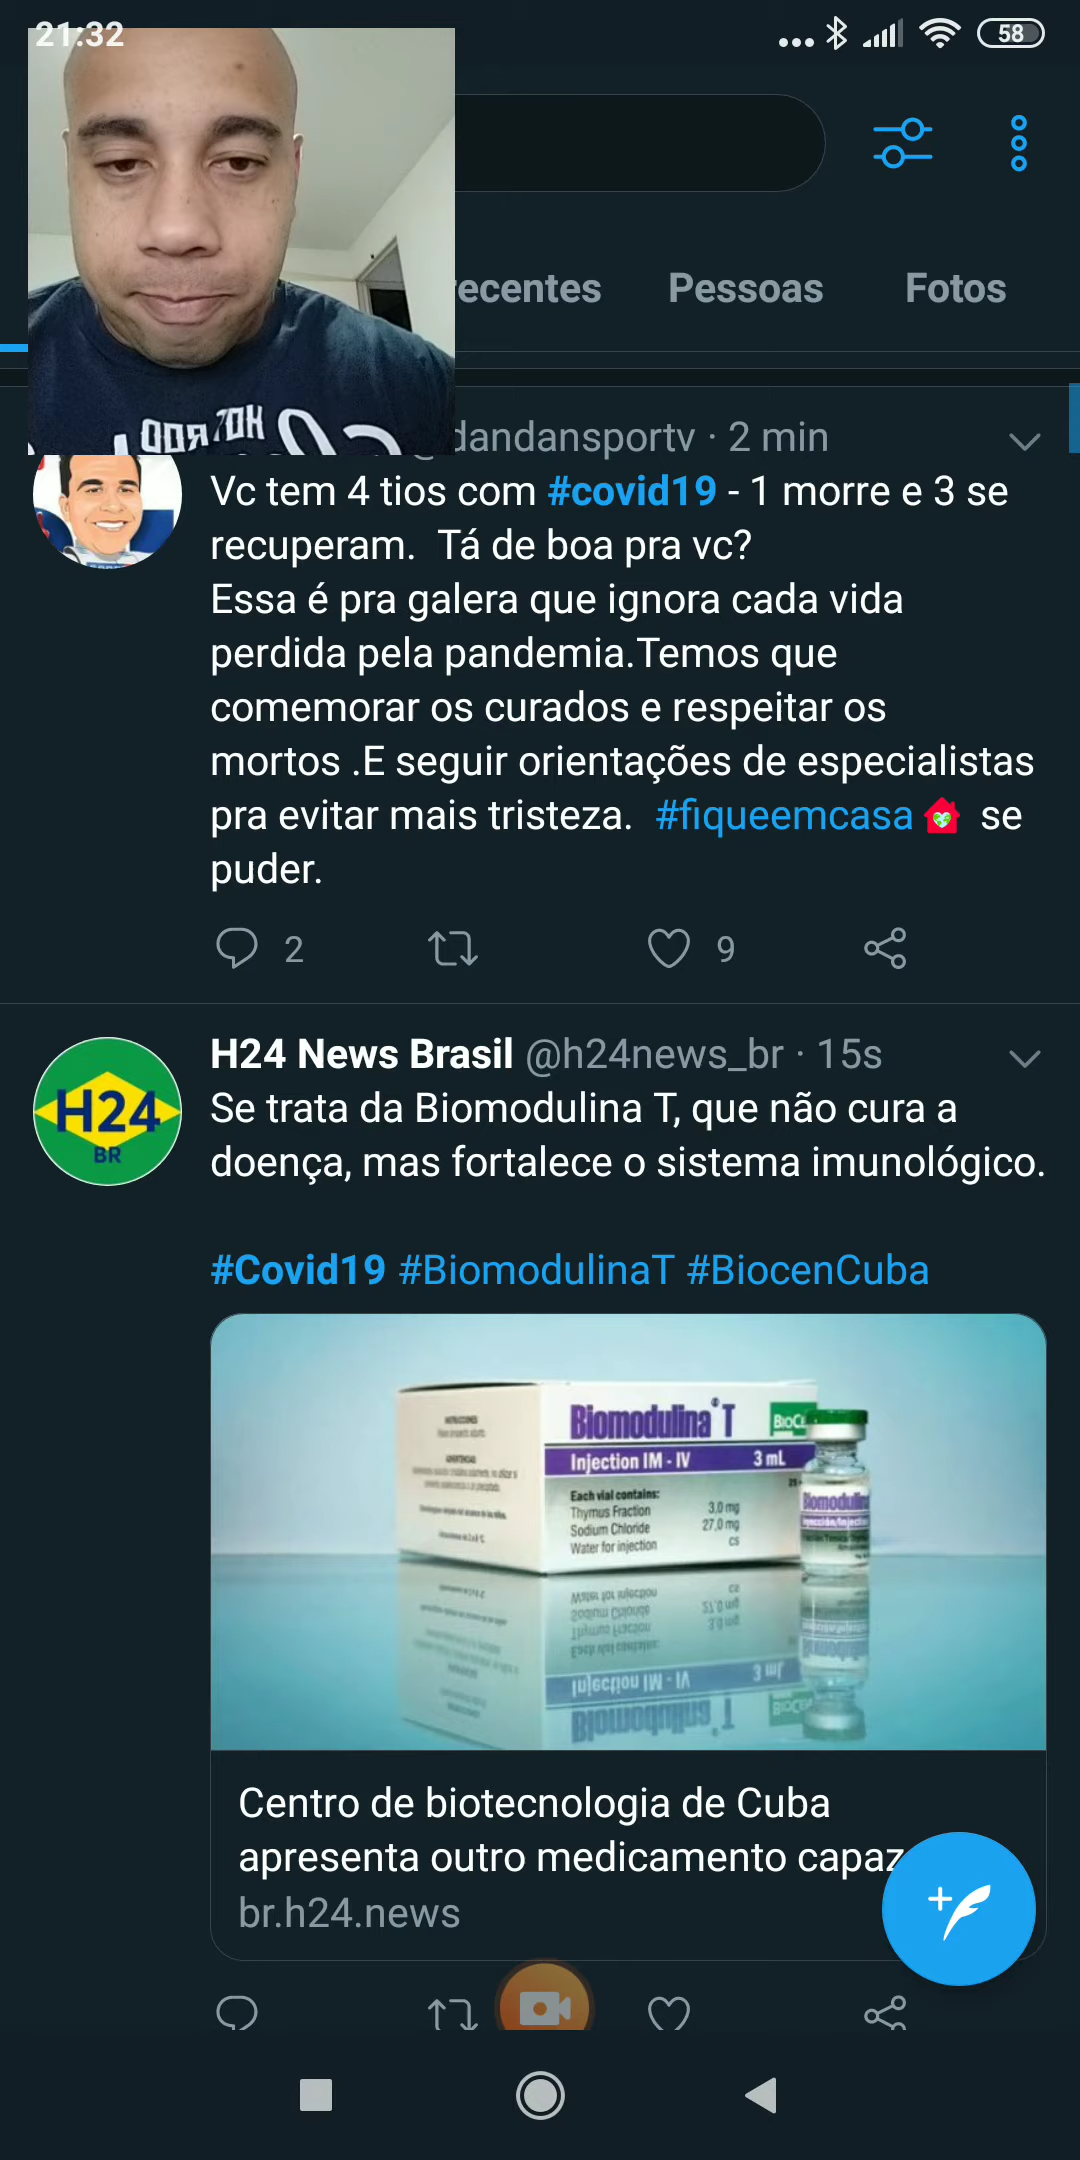 21:32
58
recentes Pessoas Fotos
dandansportv · 2 min
Vc tem 4 tios com #covid19 - 1 morre e 3 se
recuperam. Tá de boa pra vc?
Essa é pra galera que ignora cada vida
perdida pela pandemia.Temos que
comemorar os curados e respeitar os
mortos .E seguir orientações de especialistas
pra evitar mais tristeza. #fiqueemcasa se
puder.
2 9
H24 News Brasil @h24news_br · 15s
H24
BR
Se trata da Biomodulina T, que não cura a
doença, mas fortalece o sistema imunológico.
#Covid19 #BiomodulinaT #BiocenCuba
Biomodulina® T
Injection IM - IV 3 mL
Each vial contains:
Thymus Fraction 3,0 mg
Sodium Chloride 27,0 mg
Water for injection cs
Centro de biotecnologia de Cuba
apresenta outro medicamento capaz
br.h24.news